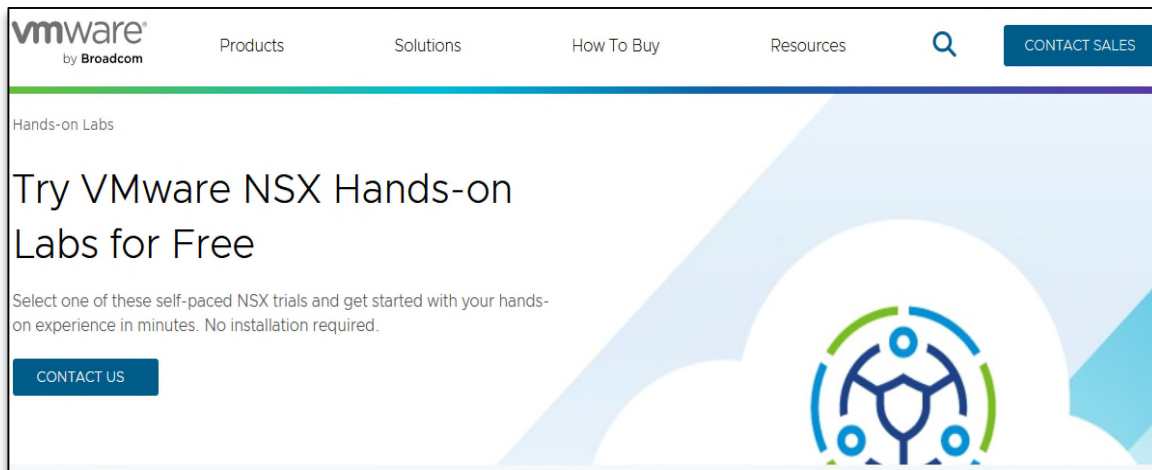 vmware®
by Broadcom
Products
Solutions
How To Buy
Resources
CONTACT SALES
Hands-on Labs
Try VMware NSX Hands-on
Labs for Free
Select one of these self-paced NSX trials and get started with your hands-
on experience in minutes. No installation required.
CONTACT US